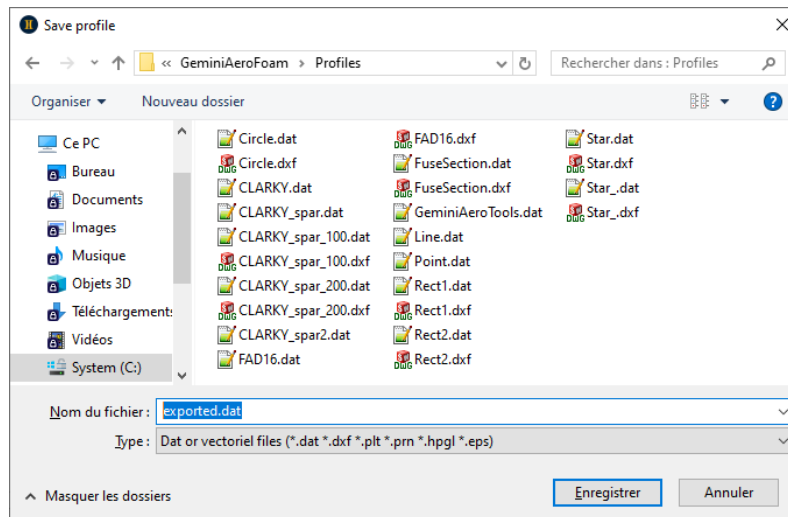 Save profile
« GeminiAeroFoam > Profiles
Rechercher dans : Profiles
Organiser
Nouveau dossier
Ce PC
Bureau
Documents
Images
Musique
Objets 3D
Téléchargements
Vidéos
System (C:)
Circle.dat
Circle.dxf
CLARKY.dat
CLARKY_spar.dat
CLARKY_spar_100.dat
CLARKY_spar_100.dxf
CLARKY_spar_200.dat
CLARKY_spar_200.dxf
CLARKY_spar2.dat
FAD16.dat
FAD16.dxf
FuseSection.dat
FuseSection.dxf
GeminiAeroTools.dat
Line.dat
Point.dat
Rect1.dat
Rect1.dxf
Rect2.dat
Rect2.dxf
Star.dat
Star.dxf
Star_.dat
Star_.dxf
Nom du fichier : exported.dat
Type : Dat or vectoriel files (*.dat *.dxf *.plt *.prn *.hpgl *.eps)
Masquer les dossiers
Enregistrer
Annuler